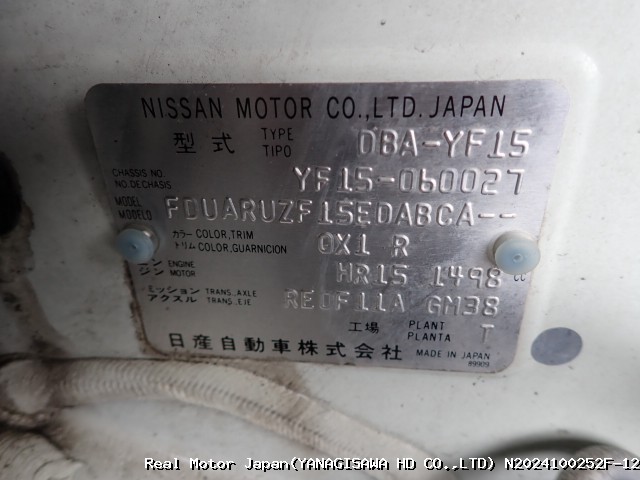 NISSAN MOTOR CO.,LTD. JAPAN
型式 TYPE TIPO DBA-YF15
CHASSIS NO. NO.DECHASIS YF15-060027
MODEL MODELO FDUARUZF15EDABCA--
カラー COLOR,TRIM
トリム COLOR,GUARNICION QX1 R
ジン ENGINE MOTOR HR15 1498 CC
ミッション TRANS. AXLE
アクスル TRANS. EJE RE0F11A GM38
工場 PLANT PLANTA T
日産自動車株式会社 MADE IN JAPAN
89909
Real Motor Japan(YANAGISAWA HD CO.,LTD) N2024100252F-12